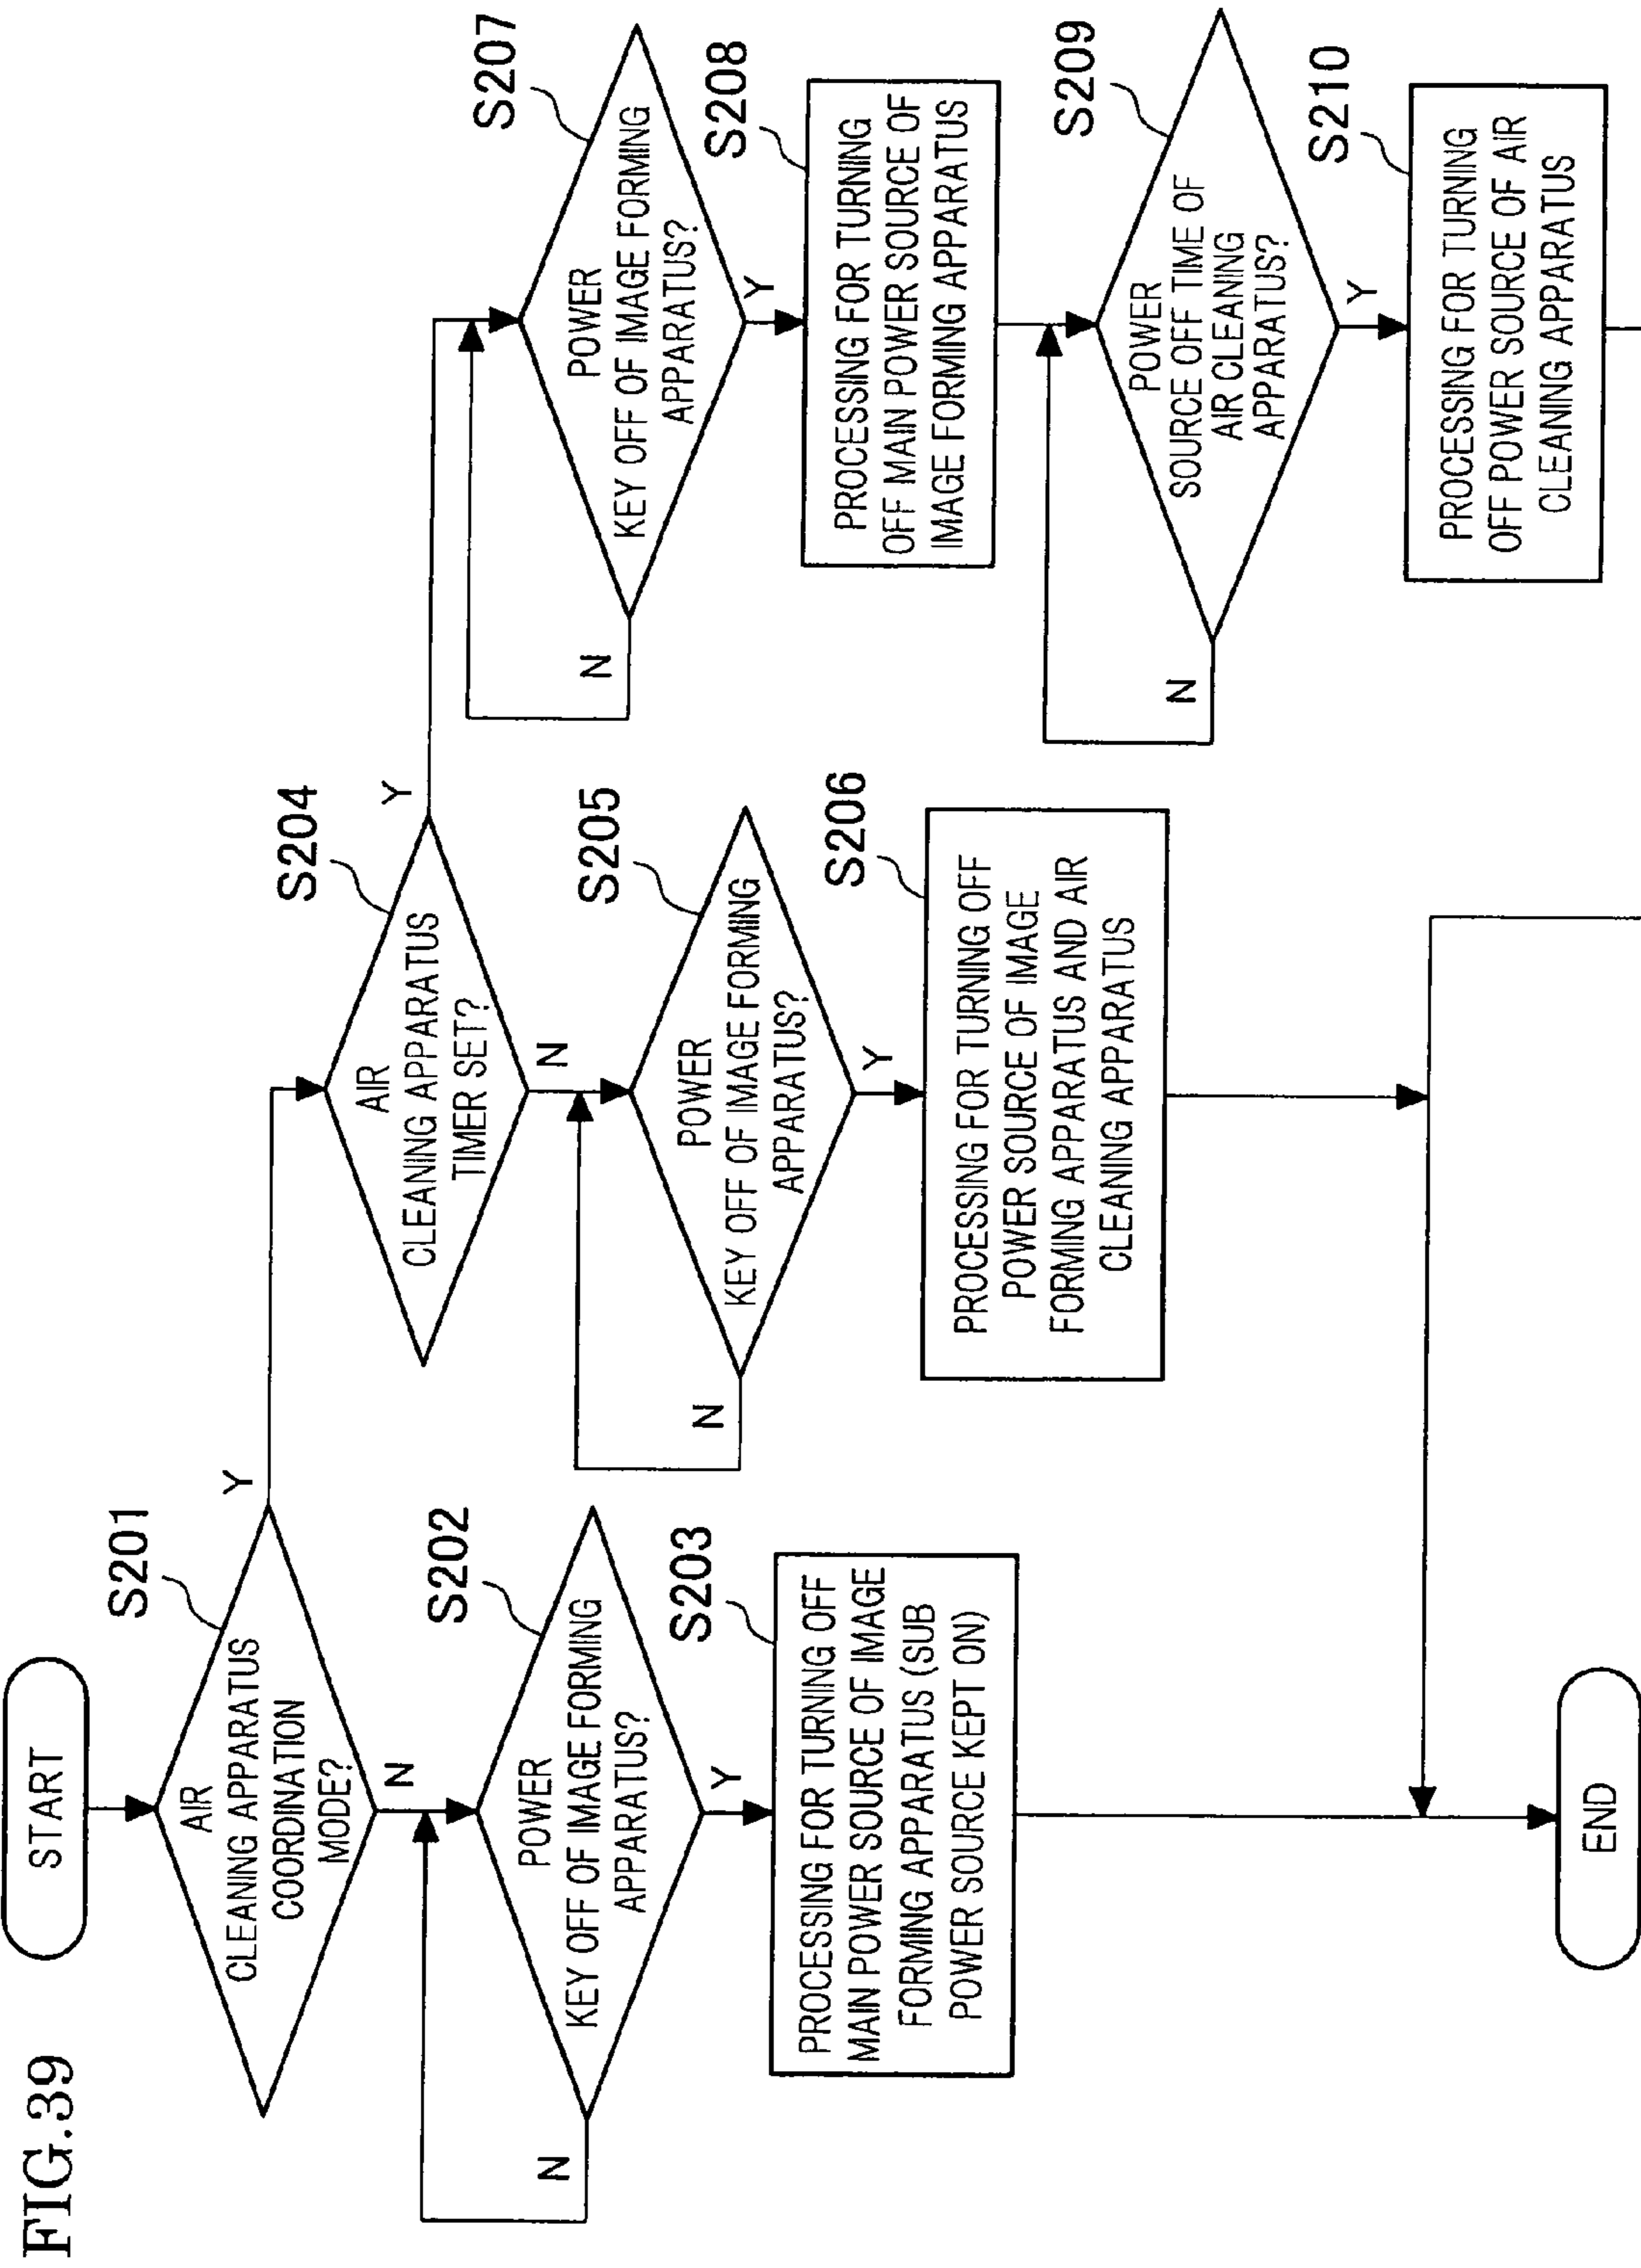 FIG.39
START
S201
AIR
CLEANING APPARATUS
COORDINATION
MODE?
Y
N
S202
POWER
KEY OFF OF IMAGE FORMING
APPARATUS?
N
Y
S203
PROCESSING FOR TURNING OFF
MAIN POWER SOURCE OF IMAGE
FORMING APPARATUS (SUB
POWER SOURCE KEPT ON)
S204
AIR
CLEANING APPARATUS
TIMER SET?
Y
N
S205
POWER
KEY OFF OF IMAGE FORMING
APPARATUS?
N
Y
S206
PROCESSING FOR TURNING OFF
POWER SOURCE OF IMAGE
FORMING APPARATUS AND AIR
CLEANING APPARATUS
S207
POWER
KEY OFF OF IMAGE FORMING
APPARATUS?
N
Y
S208
PROCESSING FOR TURNING
OFF MAIN POWER SOURCE OF
IMAGE FORMING APPARATUS
S209
POWER
SOURCE OFF TIME OF
AIR CLEANING
APPARATUS?
N
Y
S210
PROCESSING FOR TURNING
OFF POWER SOURCE OF AIR
CLEANING APPARATUS
END